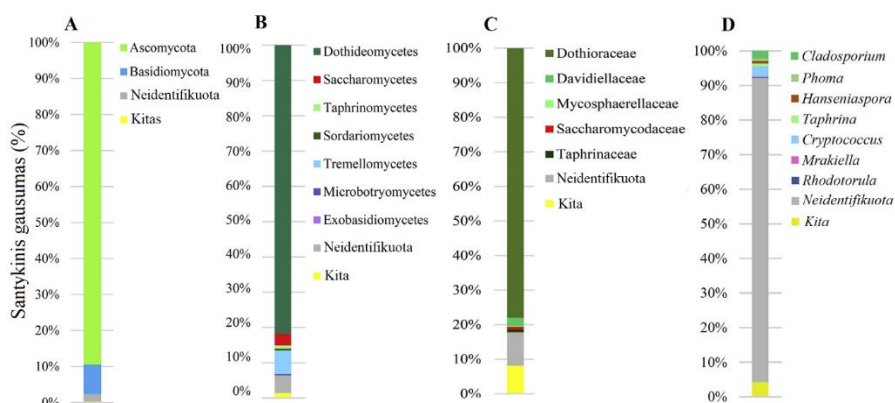 A
B
C
D
Santykinis gausumas (%)
100%
90%
80%
70%
60%
50%
40%
30%
20%
10%
0%
Ascomycota
Basidiomycota
Neidentifikuota
Kitas
100%
90%
80%
70%
60%
50%
40%
30%
20%
10%
0%
Dothideomycetes
Saccharomycetes
Taphrinomycetes
Sordariomycetes
Tremellomycetes
Microbotryomycetes
Exobasidiomycetes
Neidentifikuota
Kita
100%
90%
80%
70%
60%
50%
40%
30%
20%
10%
0%
Dothioraceae
Davidiellaceae
Mycosphaerellaceae
Saccharomycodaceae
Taphrinaceae
Neidentifikuota
Kita
100%
90%
80%
70%
60%
50%
40%
30%
20%
10%
0%
Cladosporium
Phoma
Hanseniaspora
Taphrina
Cryptococcus
Mrakiella
Rhodotorula
Neidentifikuota
Kita